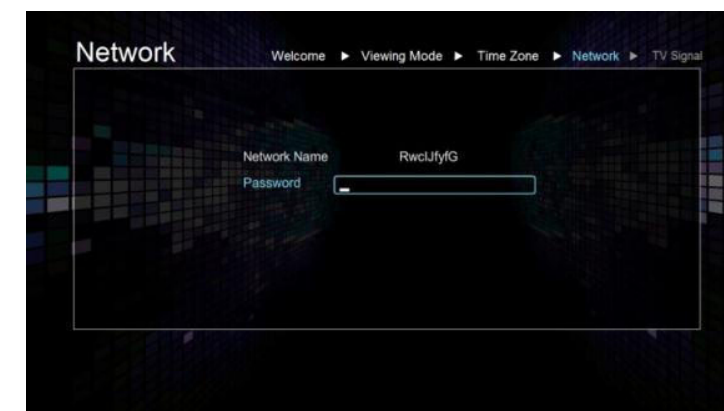 Network
Welcome ▶ Viewing Mode ▶ Time Zone ▶ Network ▶ TV Signal
Network Name RwclJfyfG
Password